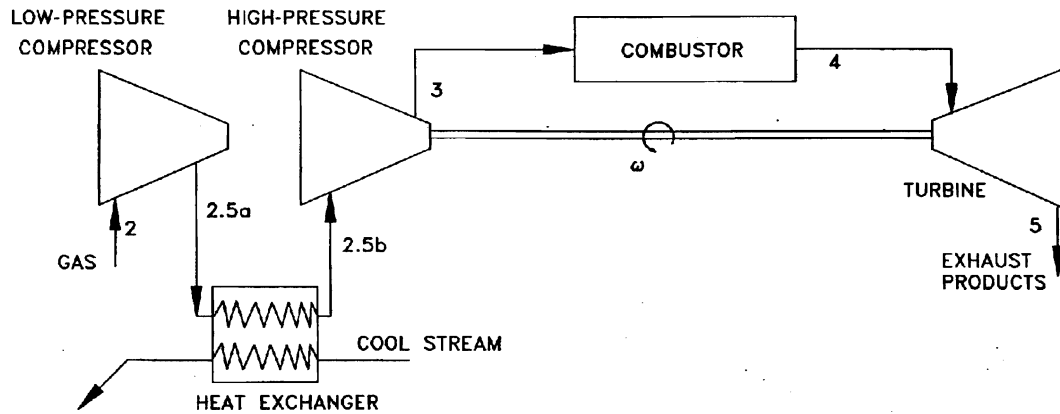 LOW-PRESSURE
COMPRESSOR
HIGH-PRESSURE
COMPRESSOR
COMBUSTOR
3
4
ω
TURBINE
2
GAS
2.5a
2.5b
5
EXHAUST
PRODUCTS
COOL STREAM
HEAT EXCHANGER